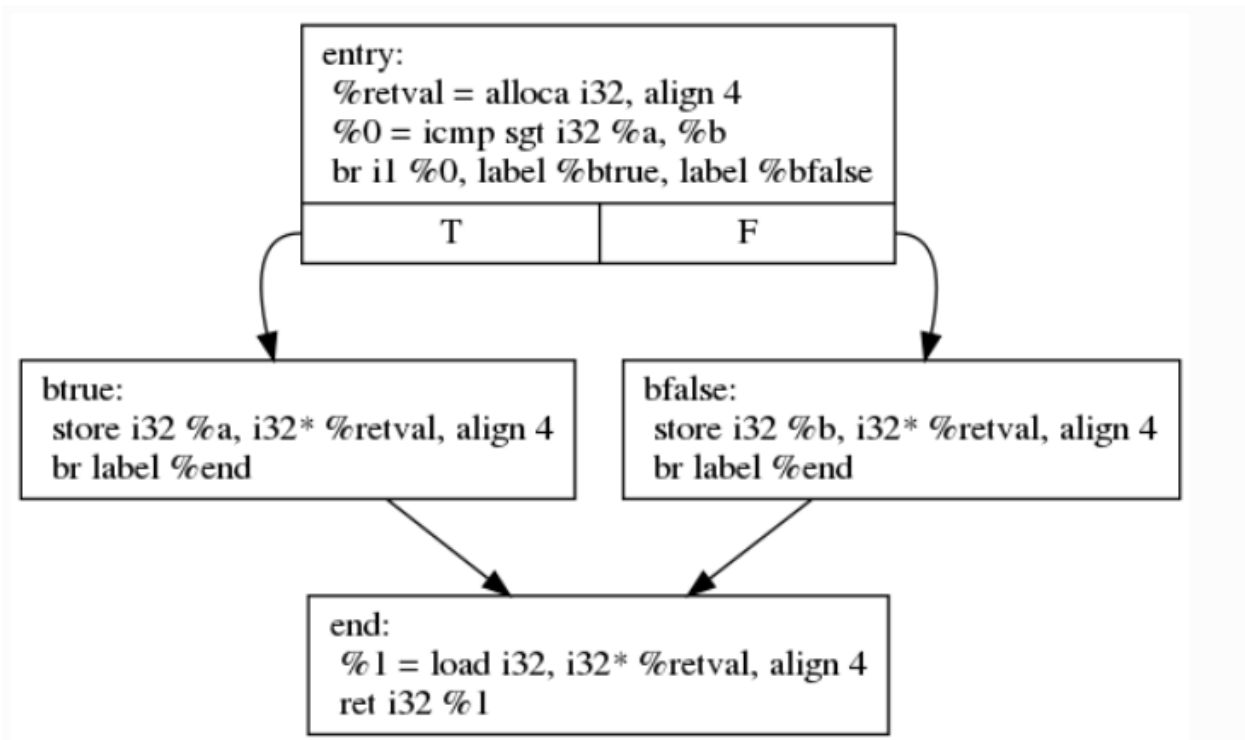 entry:
%retval = alloca i32, align 4
%0 = icmp sgt i32 %a, %b
br i1 %0, label %btrue, label %bfalse
T F
btrue:
store i32 %a, i32* %retval, align 4
br label %end
bfalse:
store i32 %b, i32* %retval, align 4
br label %end
end:
%1 = load i32, i32* %retval, align 4
ret i32 %1